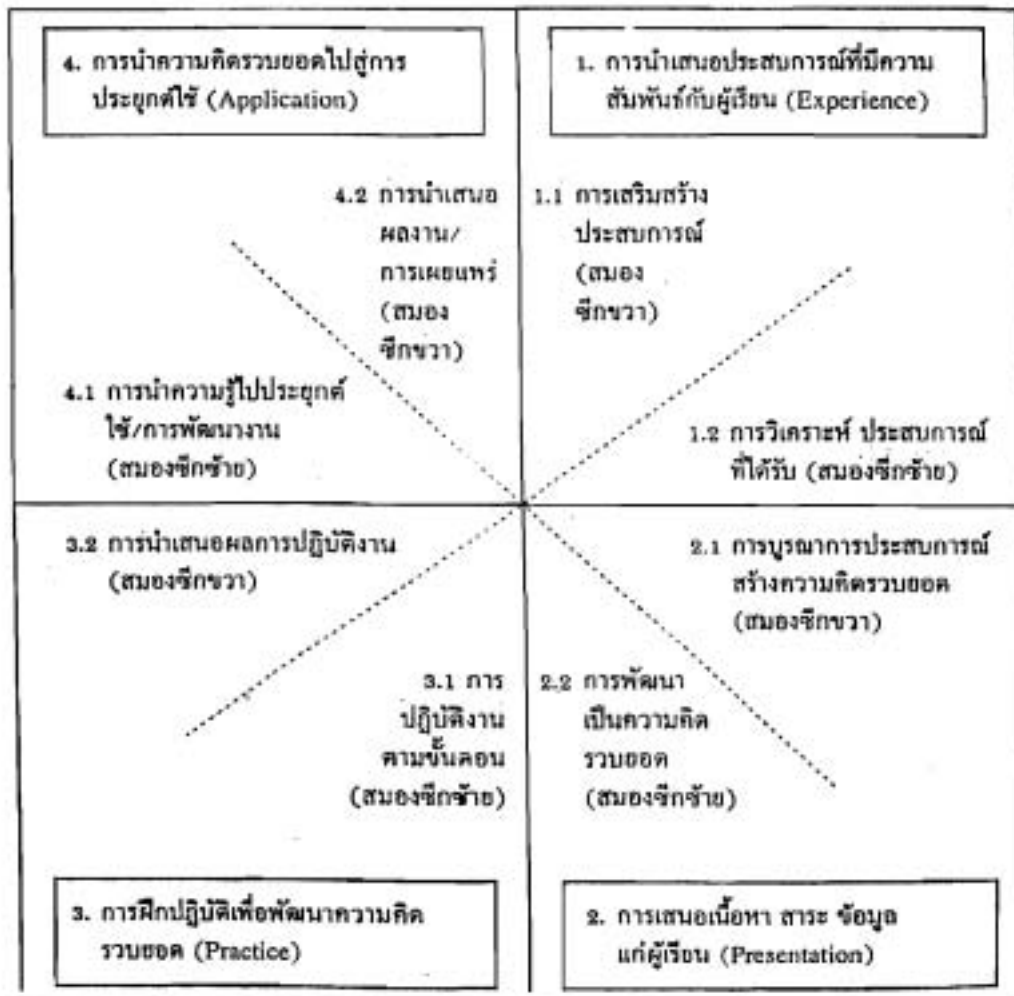 4. การนำความคิดรวบยอดไปสู่การ
ประยุกต์ใช้ (Application)
1. การนำเสนอประสบการณ์ที่มีความ
สัมพันธ์กับผู้เรียน (Experience)
4.2 การนำเสนอ
ผลงาน/
การเผยแพร่
(สมอง
ซีกขวา)
1.1 การเสริมสร้าง
ประสบการณ์
(สมอง
ซีกขวา)
4.1 การนำความรู้ไปประยุกต์
ใช้/การพัฒนางาน
(สมองซีกซ้าย)
1.2 การวิเคราะห์ ประสบการณ์
ที่ได้รับ (สมองซีกซ้าย)
3.2 การนำเสนอผลการปฏิบัติงาน
(สมองซีกขวา)
2.1 การบูรณาการประสบการณ์
สร้างความคิดรวบยอด
(สมองซีกขวา)
3.1 การ
ปฏิบัติงาน
ตามขั้นตอน
(สมองซีกซ้าย)
2.2 การพัฒนา
เป็นความคิด
รวบยอด
(สมองซีกซ้าย)
3. การฝึกปฏิบัติเพื่อพัฒนาความคิด
รวบยอด (Practice)
2. การเสนอเนื้อหา สาระ ข้อมูล
แก่ผู้เรียน (Presentation)